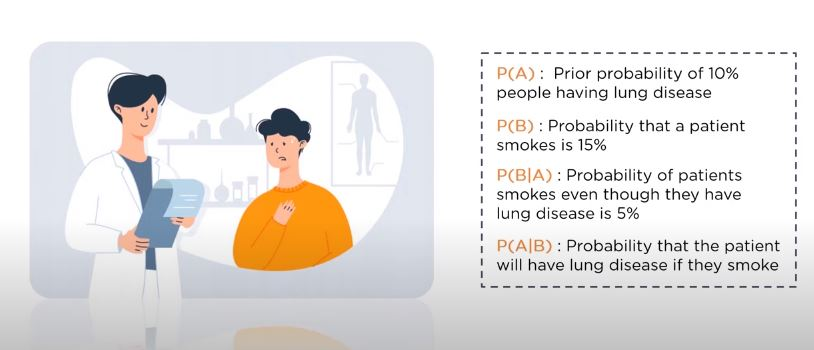 P(A) : Prior probability of 10%
people having lung disease
P(B) : Probability that a patient
smokes is 15%
P(B|A) : Probability of patients
smokes even though they have
lung disease is 5%
P(A|B) : Probability that the patient
will have lung disease if they smoke